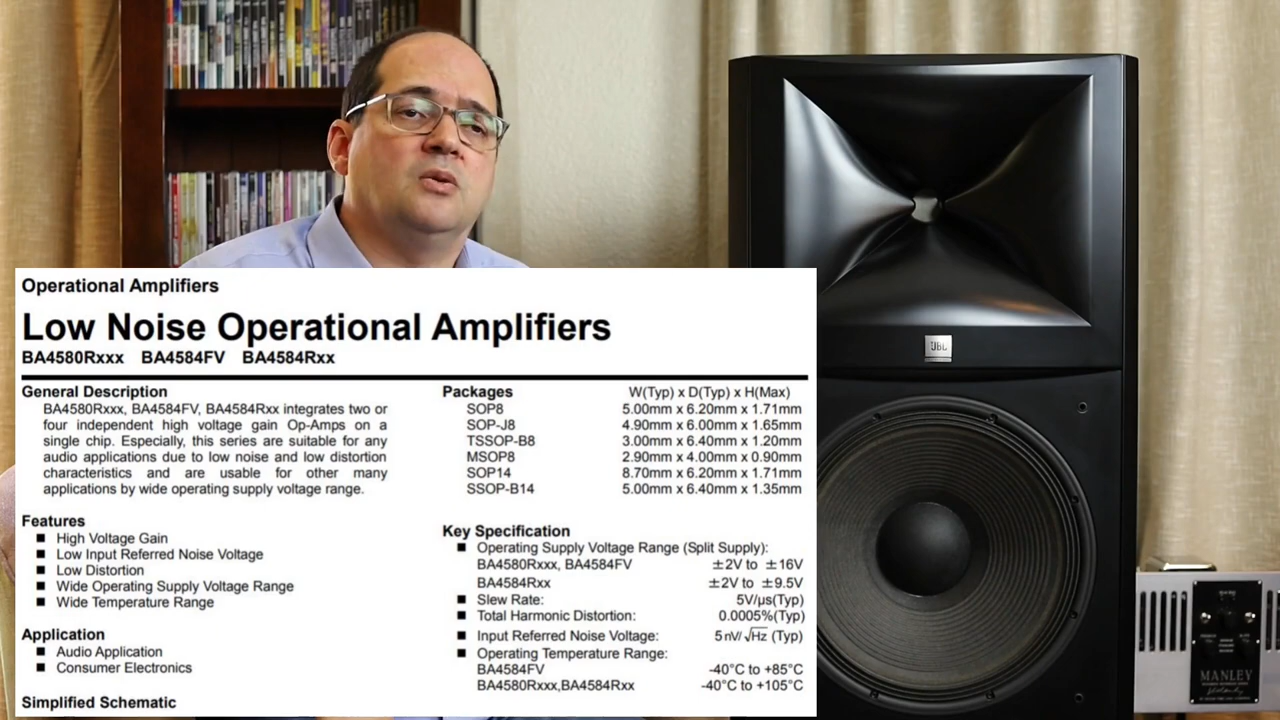 Operational Amplifiers
Low Noise Operational Amplifiers
BA4580Rxxx BA4584FV BA4584Rxx
General Description
BA4580Rxxx, BA4584FV, BA4584Rxx integrates two or
four independent high voltage gain Op-Amps on a
single chip. Especially, this series are suitable for any
audio applications due to low noise and low distortion
characteristics and are usable for other many
applications by wide operating supply voltage range.
Features
■ High Voltage Gain
■ Low Input Referred Noise Voltage
■ Low Distortion
■ Wide Operating Supply Voltage Range
■ Wide Temperature Range
Application
■ Audio Application
■ Consumer Electronics
Simplified Schematic
Packages W(Typ) x D(Typ) x H(Max)
SOP8 5.00mm x 6.20mm x 1.71mm
SOP-J8 4.90mm x 6.00mm x 1.65mm
TSSOP-B8 3.00mm x 6.40mm x 1.20mm
MSOP8 2.90mm x 4.00mm x 0.90mm
SOP14 8.70mm x 6.20mm x 1.71mm
SSOP-B14 5.00mm x 6.40mm x 1.35mm
Key Specification
■ Operating Supply Voltage Range (Split Supply):
BA4580Rxxx, BA4584FV ±2V to ±16V
BA4584Rxx ±2V to ±9.5V
■ Slew Rate: 5V/µs(Typ)
■ Total Harmonic Distortion: 0.0005%(Typ)
■ Input Referred Noise Voltage: 5nV/√Hz (Typ)
■ Operating Temperature Range:
BA4584FV -40°C to +85°C
BA4580Rxxx,BA4584Rxx -40°C to +105°C
JBL
MANLEY